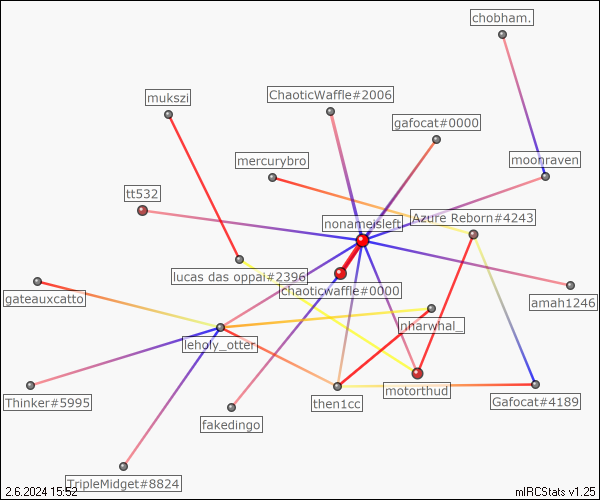 chobham.
ChaoticWaffle#2006
mukszi
gafocat#0000
mercurybro
moonraven
tt532
nonameisleft
Azure Reborn#4243
lucas das oppai#2396
chaoticwaffle#0000
gateauxcatto
amah1246
nharwhal_
leholy_otter
motorthud
Thinker#5995
then1cc
Gafocat#4189
fakedingo
TripleMidget#8824
2.6.2024 15:52
mIRCStats v1.25